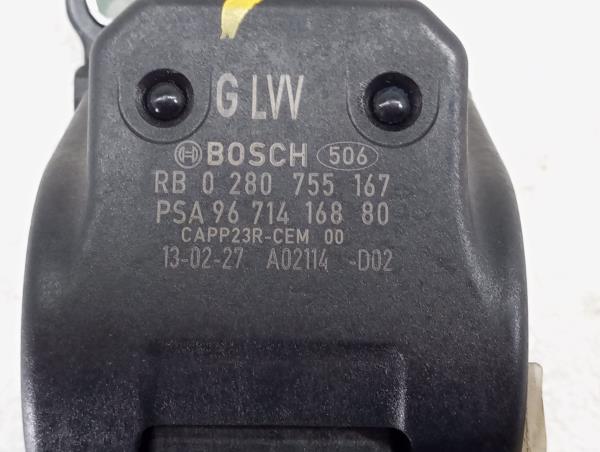 G LVV
BOSCH 506
RB 0 280 755 167
PSA 96 714 168 80
CAPP23R-CEM 00
13-02-27 A02114 -D02